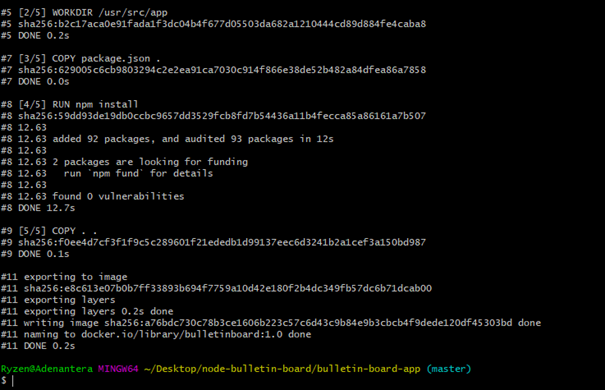 #5 [2/5] WORKDIR /usr/src/app
#5 sha256:b2c17aca0e91fada1f3dc04b4f677d05503da682a1210444cd89d884fe4caba8
#5 DONE 0.2s
#7 [3/5] COPY package.json .
#7 sha256:629005c6cb9803294c2e2ea91ca7030c914f866e38de52b482a84dfea86a7858
#7 DONE 0.0s
#8 [4/5] RUN npm install
#8 sha256:59dd93de19db0ccbc9657dd3529fcb8fd7b54436a11b4fecca85a86161a7b507
#8 12.63
#8 12.63 added 92 packages, and audited 93 packages in 12s
#8 12.63
#8 12.63 2 packages are looking for funding
#8 12.63   run `npm fund` for details
#8 12.63
#8 12.63 found 0 vulnerabilities
#8 DONE 12.7s
#9 [5/5] COPY . .
#9 sha256:f0ee4d7cf3f1f9c5c289601f21ededb1d99137eec6d3241b2a1cef3a150bd987
#9 DONE 0.1s
#11 exporting to image
#11 sha256:e8c613e07b0b7ff33893b694f7759a10d42e180f2b4dc349fb57dc6b71dcab00
#11 exporting layers
#11 exporting layers 0.2s done
#11 writing image sha256:a76bdc730c78b3ce1606b223c57c6d43c9b84e9b3cbcb4f9dede120df45303bd done
#11 naming to docker.io/library/bulletinboard:1.0 done
#11 DONE 0.2s
Ryzen@Adenantera MINGW64 ~/Desktop/node-bulletin-board/bulletin-board-app (master)
$